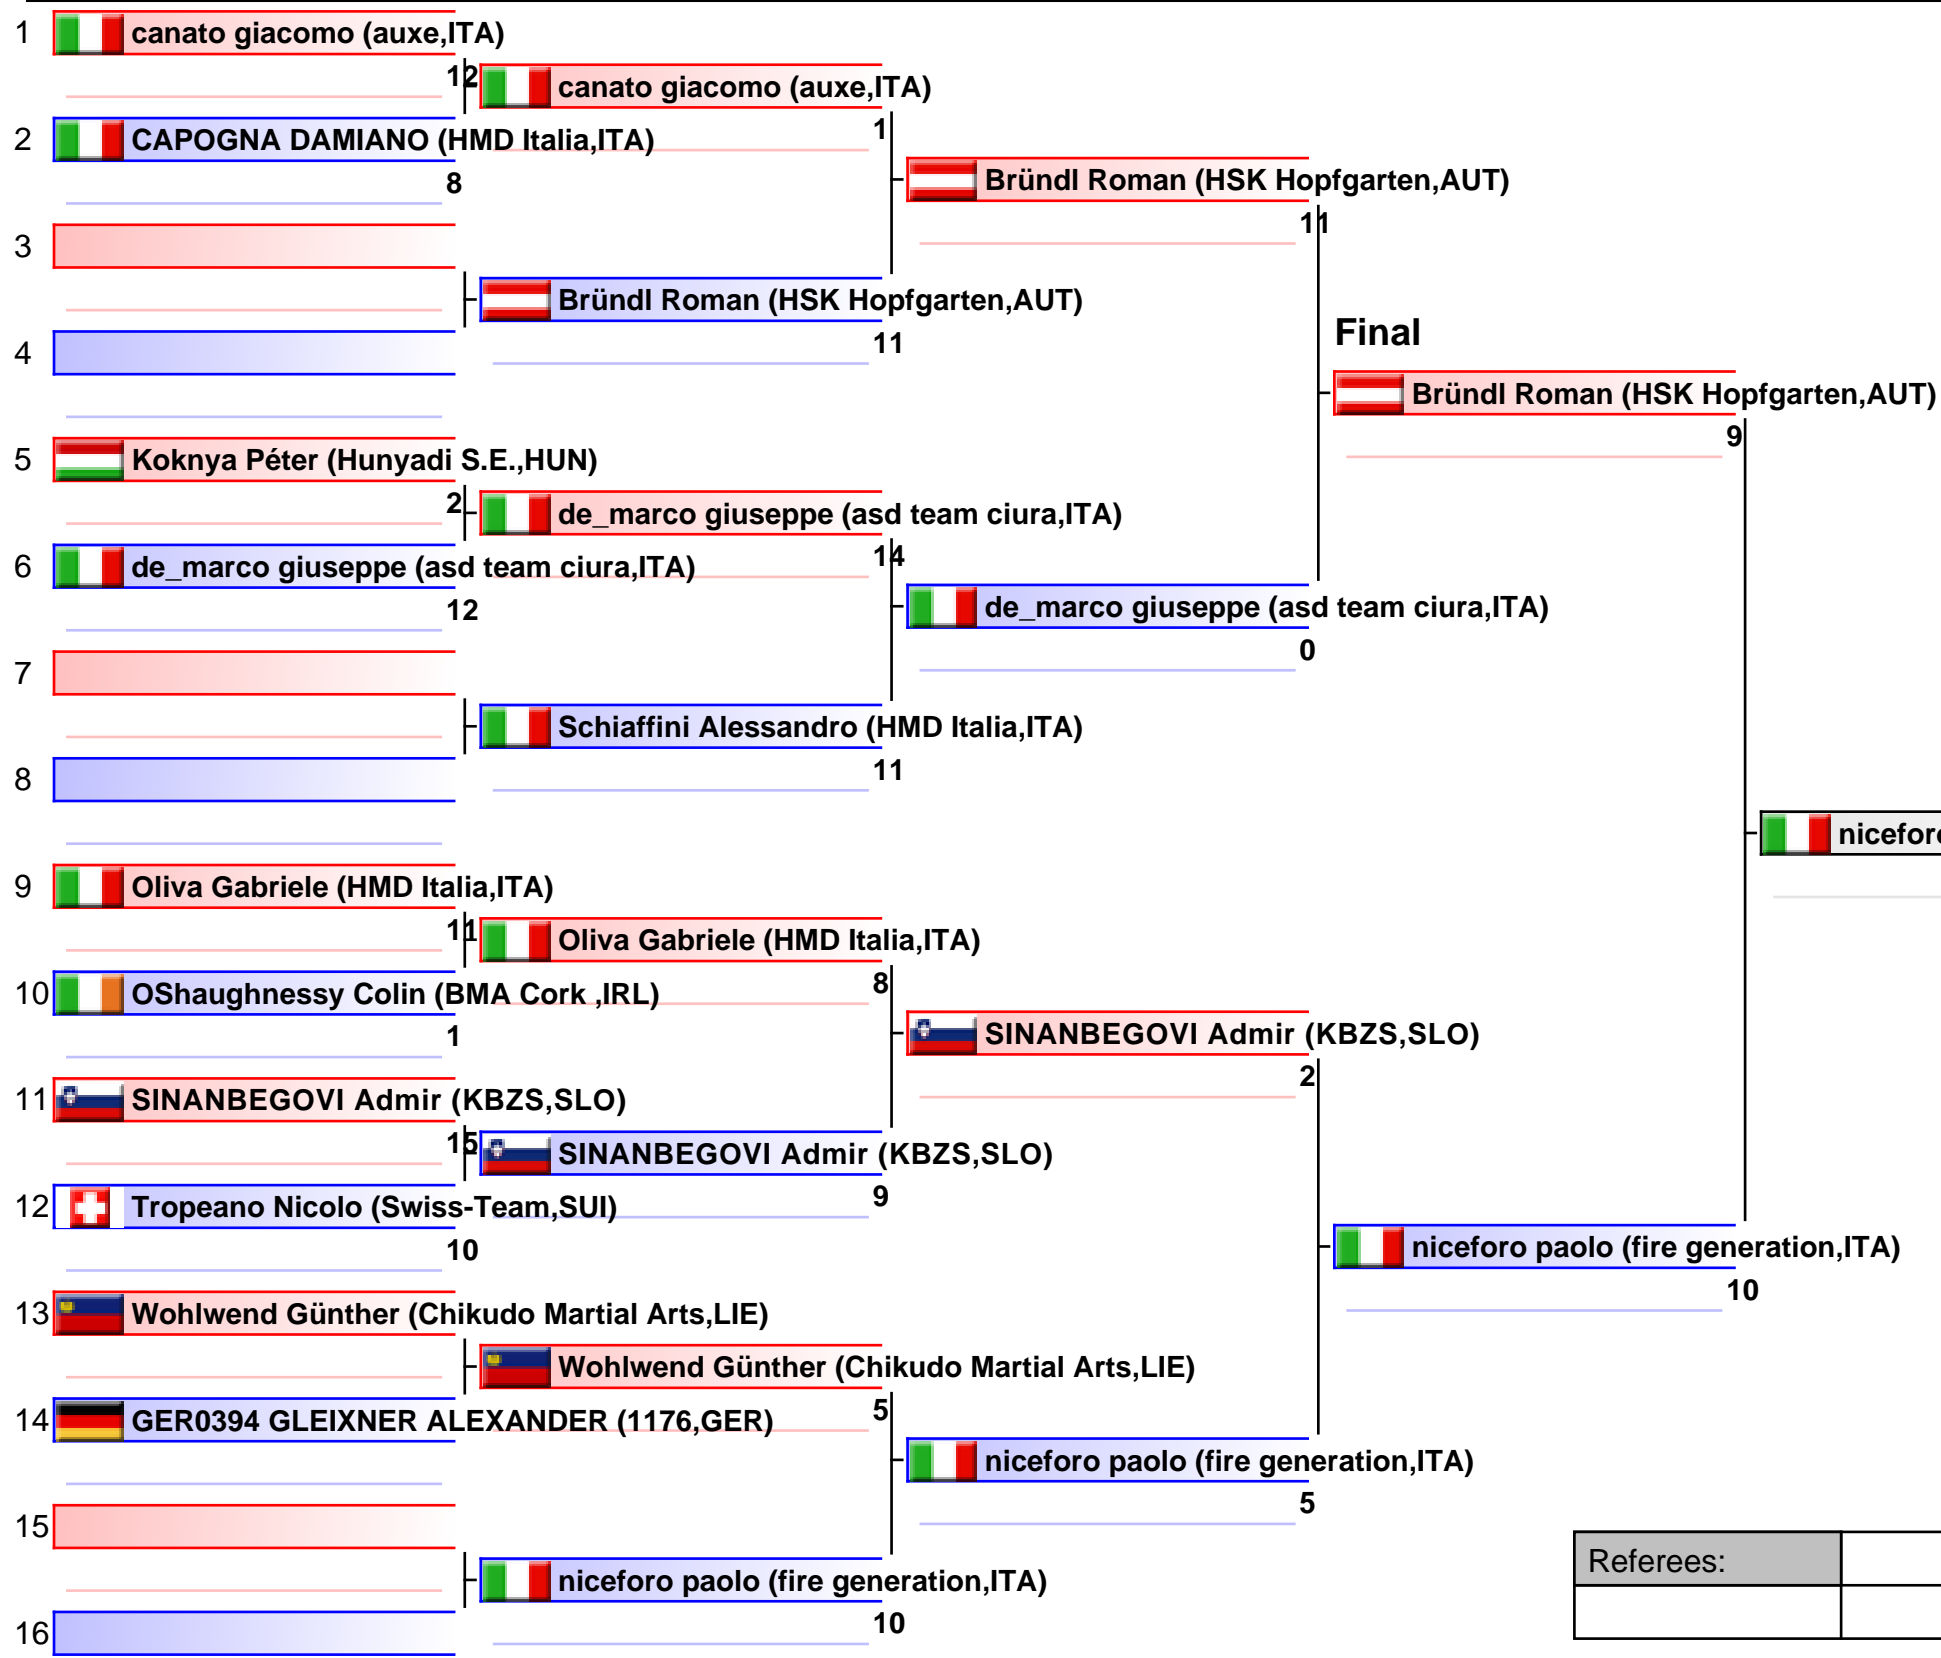 1 canato giacomo (auxe,ITA)
12
canato giacomo (auxe,ITA)
1
2 CAPOGNA DAMIANO (HMD Italia,ITA)
8
Bründl Roman (HSK Hopfgarten,AUT)
11
3
Bründl Roman (HSK Hopfgarten,AUT)
11
4
Final
Bründl Roman (HSK Hopfgarten,AUT)
9
5 Koknya Péter (Hunyadi S.E.,HUN)
2
de_marco giuseppe (asd team ciura,ITA)
14
6 de_marco giuseppe (asd team ciura,ITA)
12
de_marco giuseppe (asd team ciura,ITA)
0
7
Schiaffini Alessandro (HMD Italia,ITA)
11
8
9 Oliva Gabriele (HMD Italia,ITA)
11
Oliva Gabriele (HMD Italia,ITA)
8
10 OShaughnessy Colin (BMA Cork ,IRL)
1
SINANBEGOVI Admir (KBZS,SLO)
2
11 SINANBEGOVI Admir (KBZS,SLO)
15
SINANBEGOVI Admir (KBZS,SLO)
9
12 Tropeano Nicolo (Swiss-Team,SUI)
10
niceforo paolo (fire generation,ITA)
10
13 Wohlwend Günther (Chikudo Martial Arts,LIE)
Wohlwend Günther (Chikudo Martial Arts,LIE)
5
14 GER0394 GLEIXNER ALEXANDER (1176,GER)
niceforo paolo (fire generation,ITA)
5
15
niceforo paolo (fire generation,ITA)
10
16
Referees: